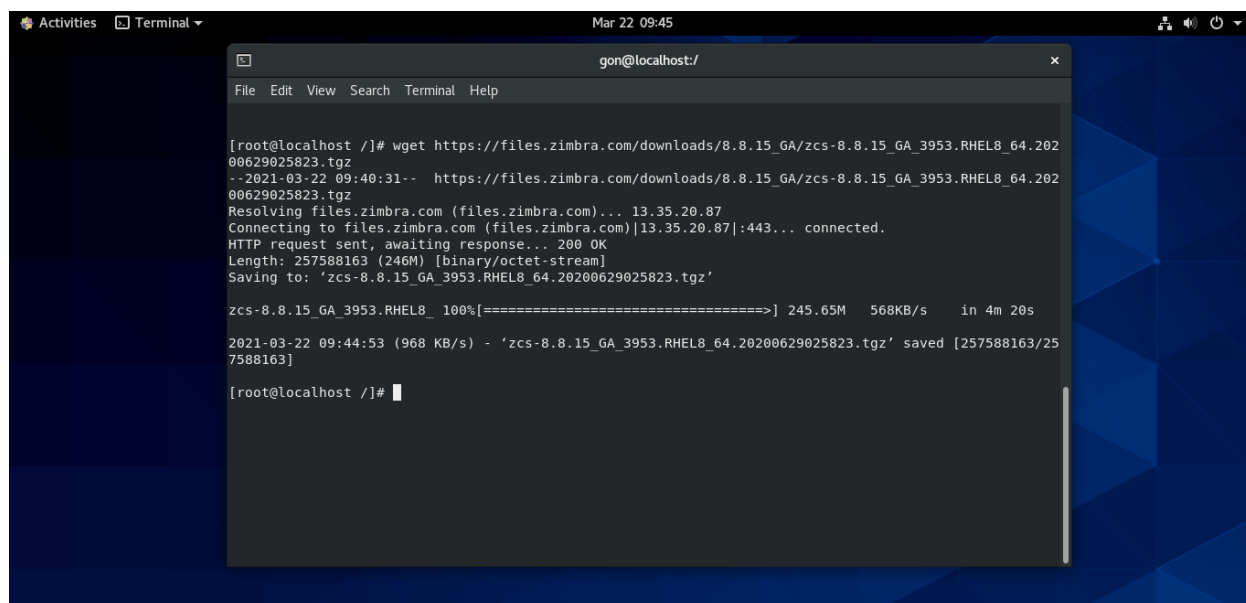 Activities Terminal Mar 22 09:45
gon@localhost:/
File Edit View Search Terminal Help
[root@localhost /]# wget https://files.zimbra.com/downloads/8.8.15_GA/zcs-8.8.15_GA_3953.RHEL8_64.202
00629025823.tgz
--2021-03-22 09:40:31--  https://files.zimbra.com/downloads/8.8.15_GA/zcs-8.8.15_GA_3953.RHEL8_64.202
00629025823.tgz
Resolving files.zimbra.com (files.zimbra.com)... 13.35.20.87
Connecting to files.zimbra.com (files.zimbra.com)|13.35.20.87|:443... connected.
HTTP request sent, awaiting response... 200 OK
Length: 257588163 (246M) [binary/octet-stream]
Saving to: ‘zcs-8.8.15_GA_3953.RHEL8_64.20200629025823.tgz’
zcs-8.8.15_GA_3953.RHEL8_ 100%[==================================>] 245.65M   568KB/s    in 4m 20s
2021-03-22 09:44:53 (968 KB/s) - ‘zcs-8.8.15_GA_3953.RHEL8_64.20200629025823.tgz’ saved [257588163/25
7588163]
[root@localhost /]#